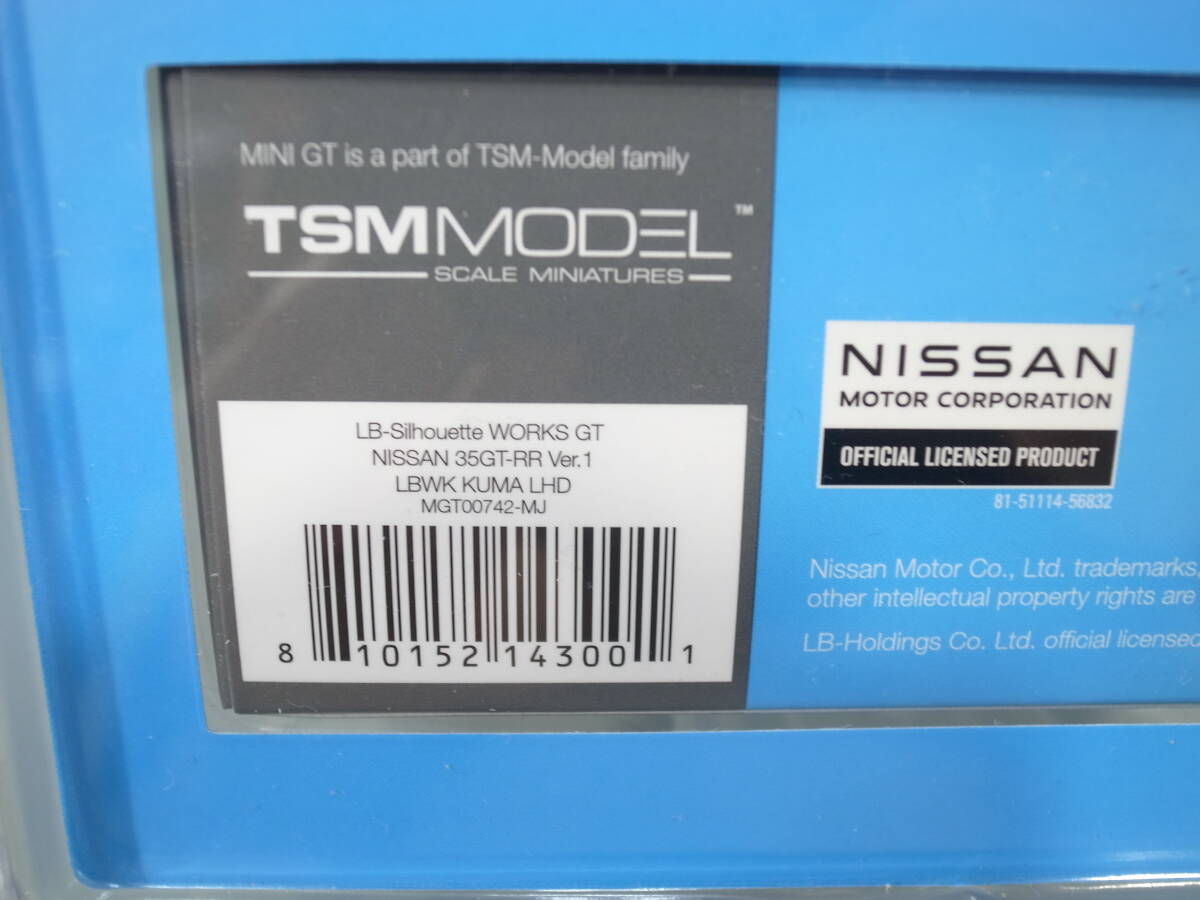 MINI GT is a part of TSM-Model family
TSMMODEL™
SCALE MINIATURES
LB-Silhouette WORKS GT
NISSAN 35GT-RR Ver.1
LBWK KUMA LHD
MGT00742-MJ
8 10152 14300 1
NISSAN
MOTOR CORPORATION
OFFICIAL LICENSED PRODUCT
81-51114-56832
Nissan Motor Co., Ltd. trademarks,
other intellectual property rights are
LB-Holdings Co. Ltd. official licensed